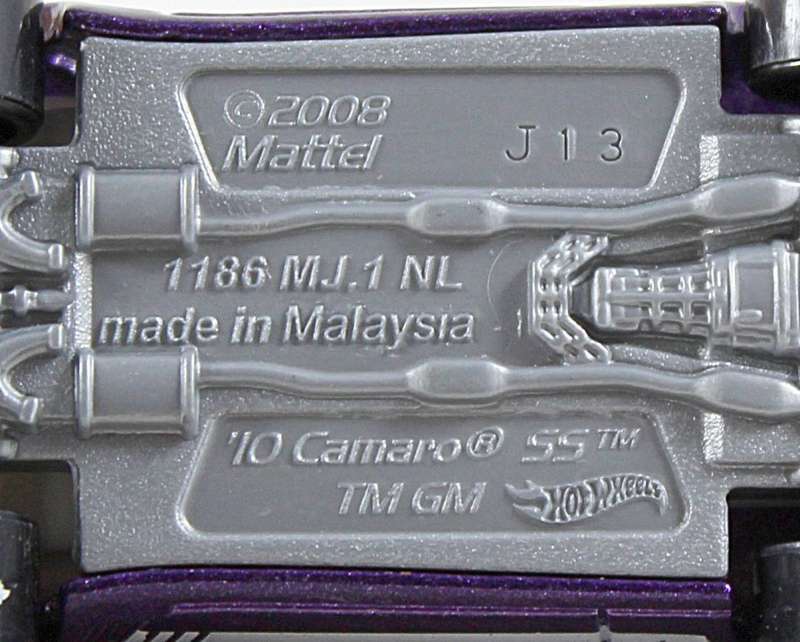 ©2008
Mattel
J13
1186 MJ.1 NL
made in Malaysia
'10 Camaro® SS™
TM GM
HOT WHEELS